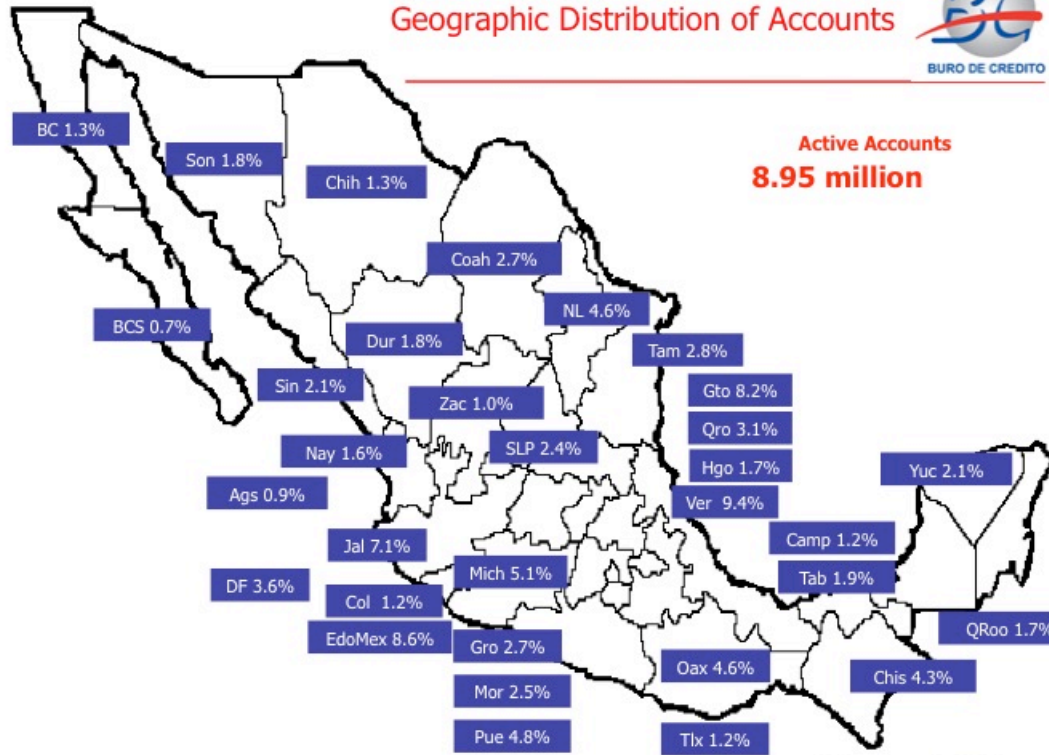 Geographic Distribution of Accounts
BURO DE CREDITO
Active Accounts
8.95 million
BC 1.3%
Son 1.8%
Chih 1.3%
Coah 2.7%
NL 4.6%
BCS 0.7%
Dur 1.8%
Tam 2.8%
Sin 2.1%
Zac 1.0%
Gto 8.2%
Qro 3.1%
Nay 1.6%
SLP 2.4%
Hgo 1.7%
Yuc 2.1%
Ags 0.9%
Ver 9.4%
Jal 7.1%
Camp 1.2%
Mich 5.1%
Tab 1.9%
DF 3.6%
Col 1.2%
EdoMex 8.6%
QRoo 1.7%
Gro 2.7%
Oax 4.6%
Chis 4.3%
Mor 2.5%
Pue 4.8%
Tlx 1.2%